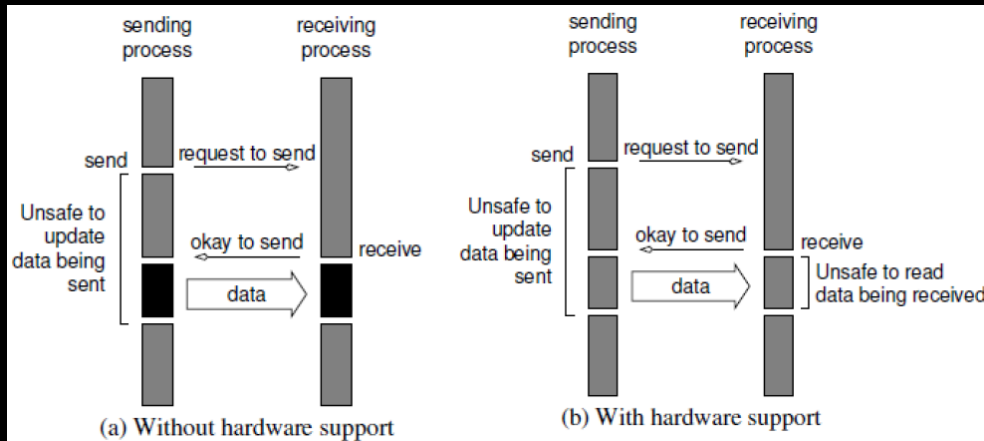 sending
process
receiving
process
send
request to send
Unsafe to
update
data being
sent
okay to send
receive
data
(a) Without hardware support
sending
process
receiving
process
send
request to send
Unsafe to
update
data being
sent
okay to send
receive
data
Unsafe to read
data being received
(b) With hardware support